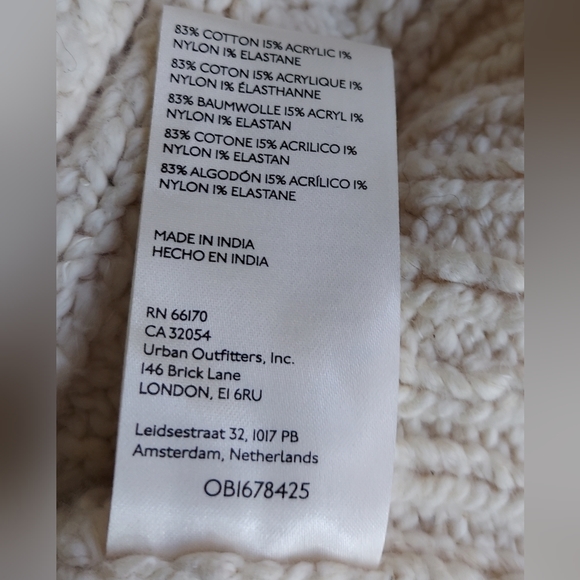 83% COTTON 15% ACRYLIC 1%
NYLON 1% ELASTANE
83% COTON 15% ACRYLIQUE 1%
NYLON 1% ÉLASTHANNE
83% BAUMWOLLE 15% ACRYL 1%
NYLON 1% ELASTAN
83% COTONE 15% ACRILICO 1%
NYLON 1% ELASTAN
83% ALGODÓN 15% ACRÍLICO 1%
NYLON 1% ELASTANE
MADE IN INDIA
HECHO EN INDIA
RN 66170
CA 32054
Urban Outfitters, Inc.
146 Brick Lane
LONDON, E1 6RU
Leidsestraat 32, 1017 PB
Amsterdam, Netherlands
OB1678425